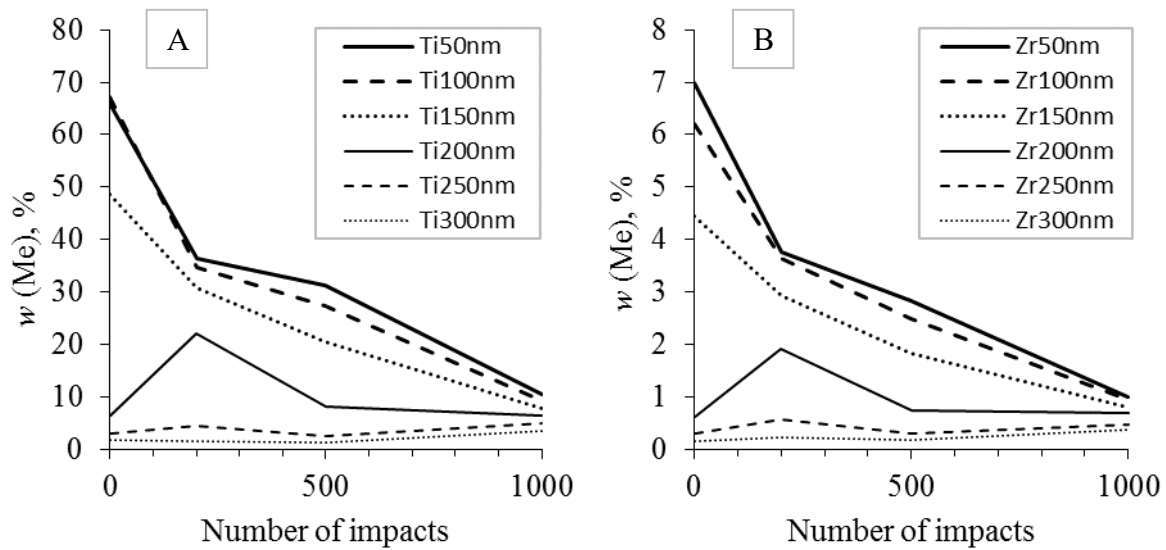 A
80
70
60
50
40
30
20
10
0
w (Me), %
Ti50nm
Ti100nm
Ti150nm
Ti200nm
Ti250nm
Ti300nm
0
500
1000
Number of impacts
B
8
7
6
5
4
3
2
1
0
w (Me), %
Zr50nm
Zr100nm
Zr150nm
Zr200nm
Zr250nm
Zr300nm
0
500
1000
Number of impacts